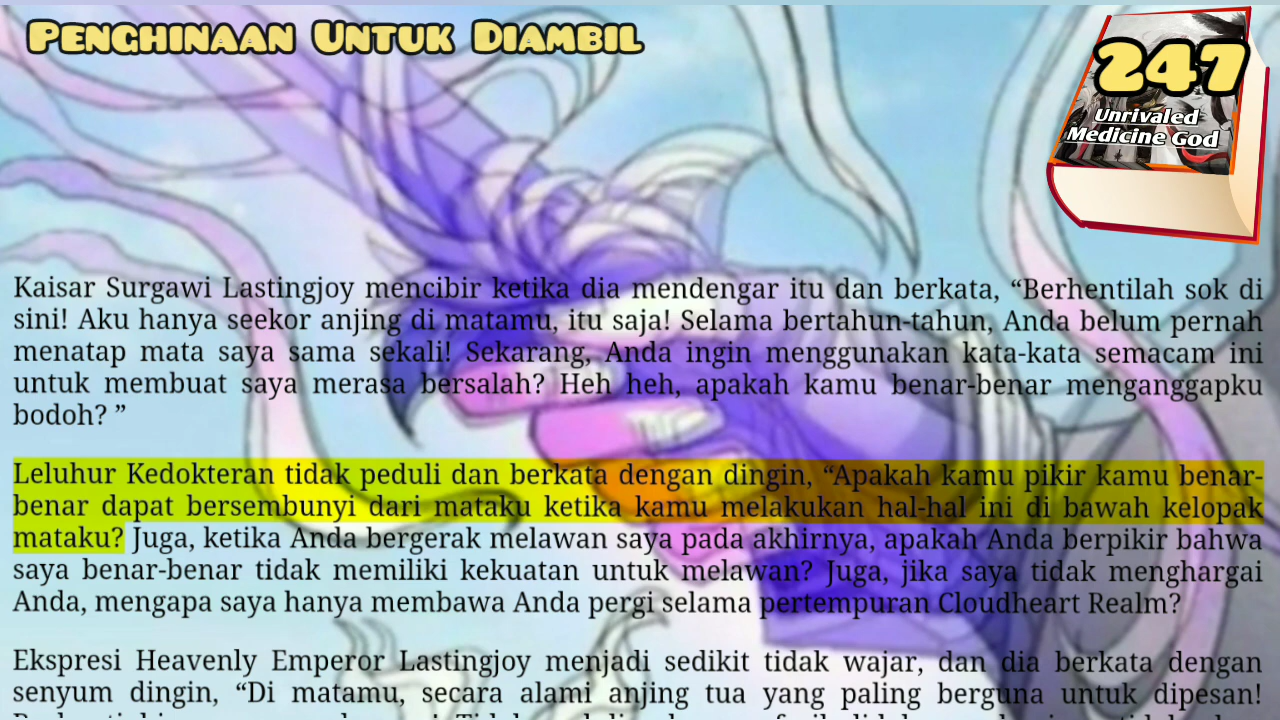 Penghinaan Untuk Diambil
247
Unrivaled
Medicine God
Kaisar Surgawi Lastingjoy mencibir ketika dia mendengar itu dan berkata, “Berhentilah sok di
sini! Aku hanya seekor anjing di matamu, itu saja! Selama bertahun-tahun, Anda belum pernah
menatap mata saya sama sekali! Sekarang, Anda ingin menggunakan kata-kata semacam ini
untuk membuat saya merasa bersalah? Heh heh, apakah kamu benar-benar menganggapku
bodoh? ”
Leluhur Kedokteran tidak peduli dan berkata dengan dingin, “Apakah kamu pikir kamu benar-
benar dapat bersembunyi dari mataku ketika kamu melakukan hal-hal ini di bawah kelopak
mataku? Juga, ketika Anda bergerak melawan saya pada akhirnya, apakah Anda berpikir bahwa
saya benar-benar tidak memiliki kekuatan untuk melawan? Juga, jika saya tidak menghargai
Anda, mengapa saya hanya membawa Anda pergi selama pertempuran Cloudheart Realm?
Ekspresi Heavenly Emperor Lastingjoy menjadi sedikit tidak wajar, dan dia berkata dengan
senyum dingin, “Di matamu, secara alami anjing tua yang paling berguna untuk dipesan!